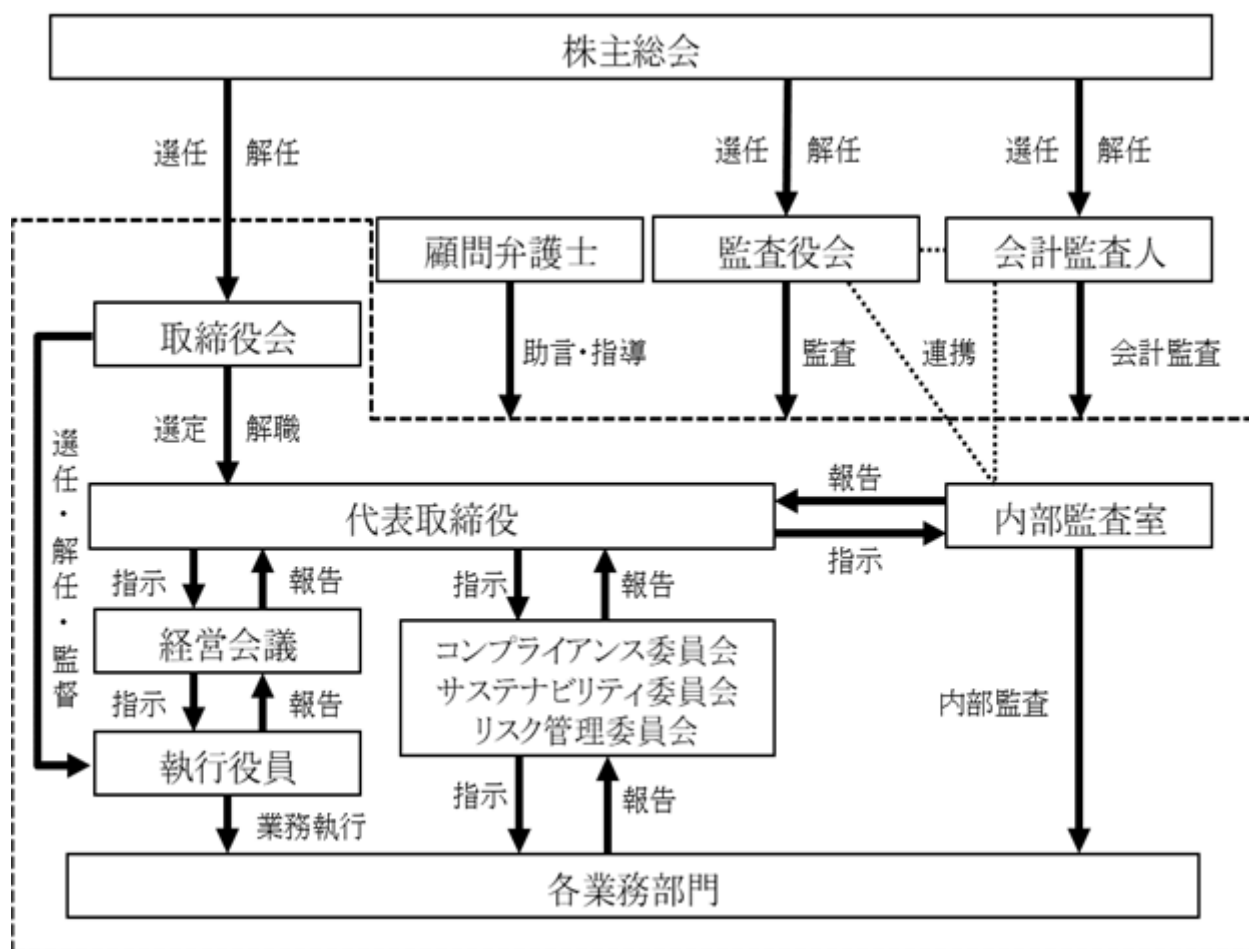 株主総会
選任 解任
選任 解任
選任 解任
顧問弁護士
監査役会
会計監査人
取締役会
助言・指導
監査
連携
会計監査
選定 解職
選任・解任・監督
代表取締役
報告
指示
内部監査室
指示 報告
指示 報告
経営会議
コンプライアンス委員会
サステナビリティ委員会
リスク管理委員会
指示 報告
内部監査
執行役員
指示 報告
業務執行
各業務部門